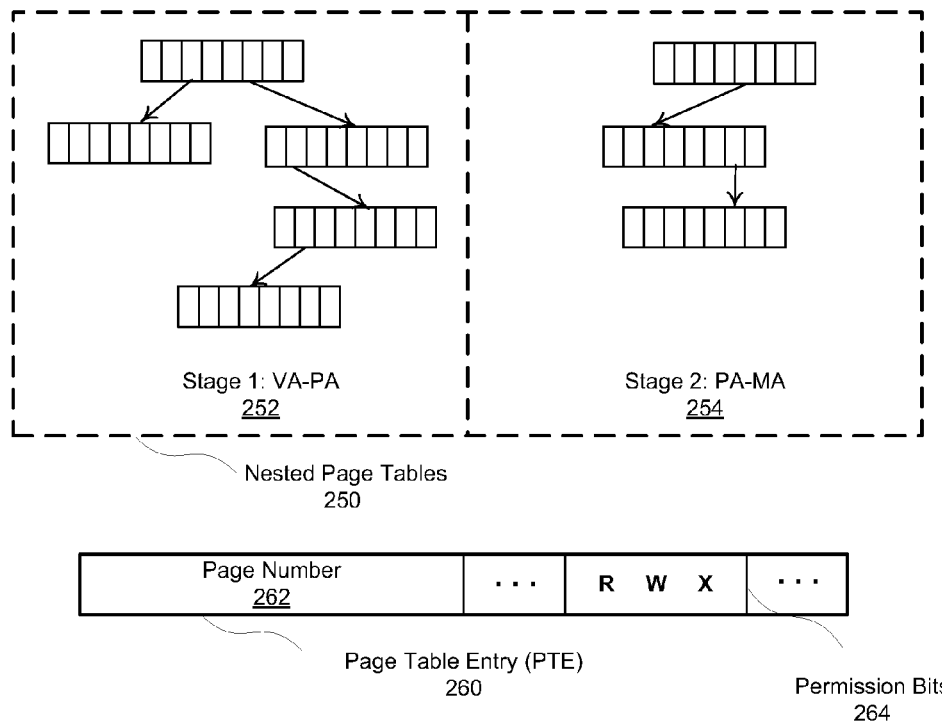 Stage 1: VA-PA
252
Stage 2: PA-MA
254
Nested Page Tables
250
Page Number
262
. . .
R W X
. . .
Page Table Entry (PTE)
260
Permission Bits
264